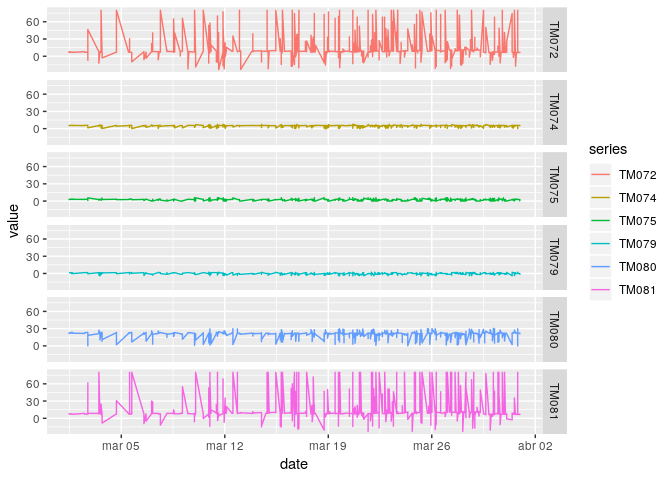 60
30
0
TM072
60
30
0
TM074
60
30
0
TM075
60
30
0
TM079
60
30
0
TM080
60
30
0
TM081
value
mar 05
mar 12
mar 19
mar 26
abr 02
date
series
TM072
TM074
TM075
TM079
TM080
TM081